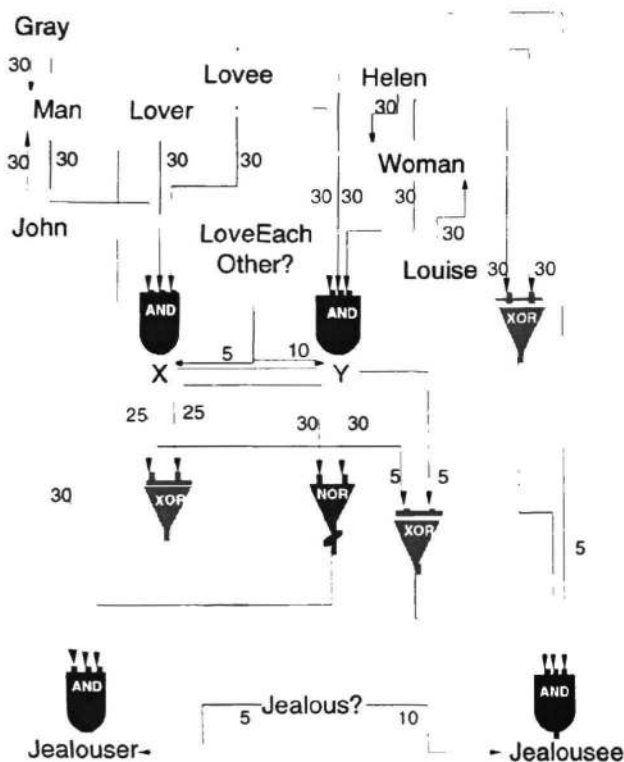 Gray
30
Lovee
Helen
30
Man
Lover
30
30
30
30
Woman
30
30
30
30
John
LoveEach
Other?
Louise
30
30
AND
AND
XOR
5
10
X
Y
25
25
30
30
30
XOR
NOR
5
5
XOR
5
AND
AND
Jealous?
5
10
Jealouser
Jealousee